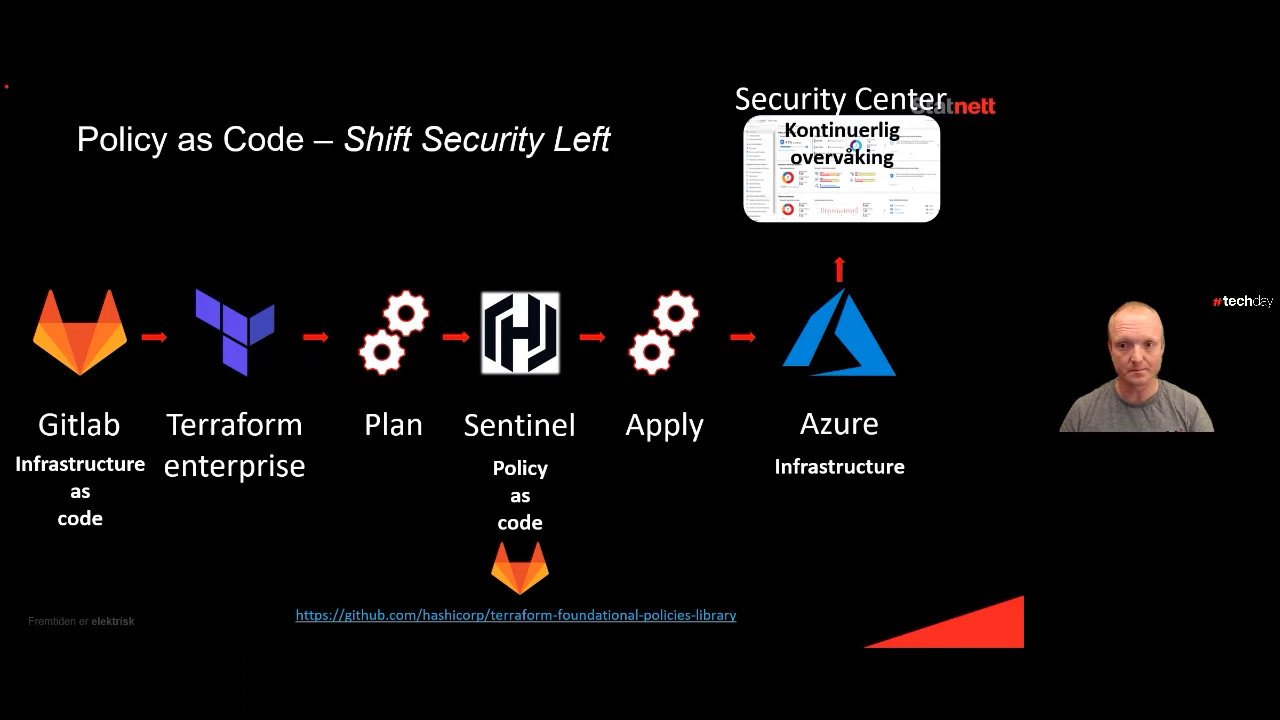 Security Center
Statnett
Policy as Code – Shift Security Left
Kontinuerlig
overvåking
#techday
Gitlab
Terraform
enterprise
Plan
Sentinel
Apply
Azure
Infrastructure
as
code
Policy
as
code
Infrastructure
https://github.com/hashicorp/terraform-foundational-policies-library
Fremtiden er elektrisk